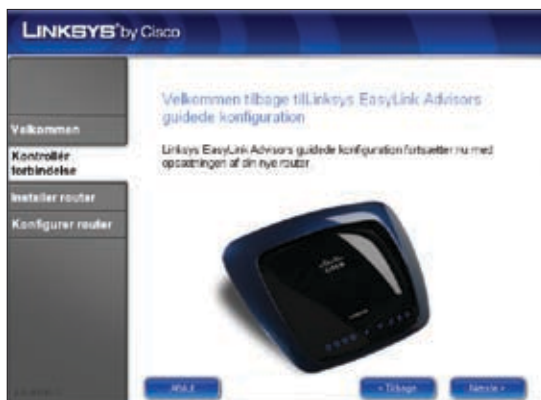 LINKSYS by Cisco
Velkommen tilbage tilLinksys EasyLink Advisors
guidede konfiguration
Linksys EasyLink Advisors guidede konfiguration fortsætter nu med
opsætningen af din nye router
Velkommen
Kontrollér
forbindelse
Installer router
Konfigurer router
CISCO
Afslut
« Tilbage
Næste »